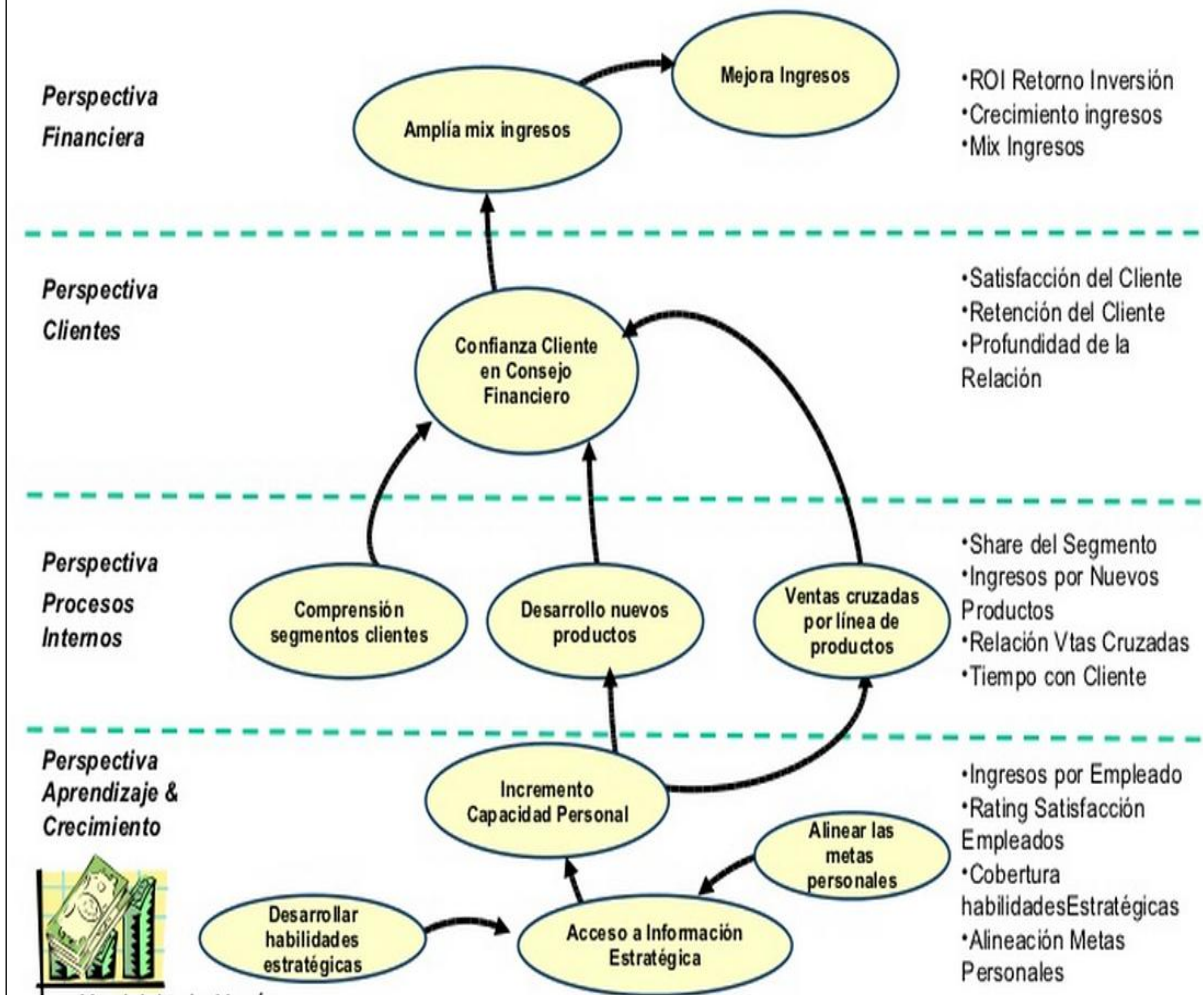 Perspectiva
Financiera
Amplía mix ingresos
Mejora Ingresos
•ROI Retorno Inversión
•Crecimiento ingresos
•Mix Ingresos
Perspectiva
Clientes
Confianza Cliente
en Consejo
Financiero
•Satisfacción del Cliente
•Retención del Cliente
•Profundidad de la
Relación
Perspectiva
Procesos
Internos
Comprensión
segmentos clientes
Desarrollo nuevos
productos
Ventas cruzadas
por línea de
productos
•Share del Segmento
•Ingresos por Nuevos
Productos
•Relación Vtas Cruzadas
•Tiempo con Cliente
Perspectiva
Aprendizaje &
Crecimiento
Incremento
Capacidad Personal
Alinear las
metas
personales
Desarrollar
habilidades
estratégicas
Acceso a Información
Estratégica
•Ingresos por Empleado
•Rating Satisfacción
Empleados
•Cobertura
habilidadesEstratégicas
•Alineación Metas
Personales